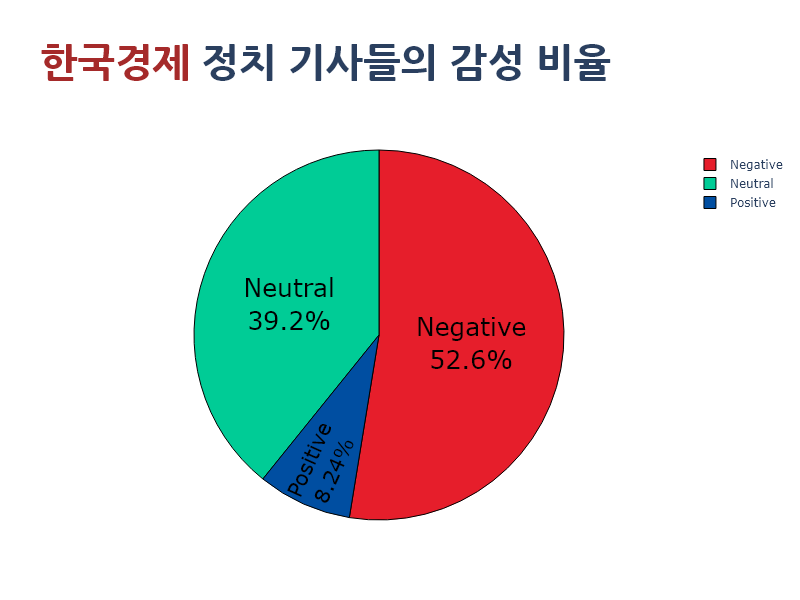 한국경제 정치 기사들의 감성 비율
Negative
Neutral
Positive
Neutral
39.2%
Negative
52.6%
Positive
8.24%